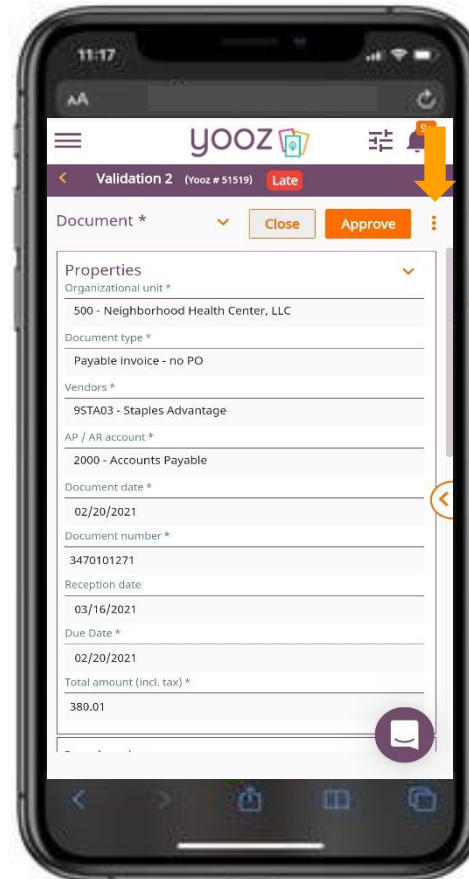 11:17
AA
yooz
9
Validation 2 (Yooz # 51519) Late
Document * Close Approve
Properties
Organizational unit *
500 - Neighborhood Health Center, LLC
Document type *
Payable invoice - no PO
Vendors *
9STA03 - Staples Advantage
AP / AR account *
2000 - Accounts Payable
Document date *
02/20/2021
Document number *
3470101271
Reception date
03/16/2021
Due Date *
02/20/2021
Total amount (incl. tax) *
380.01